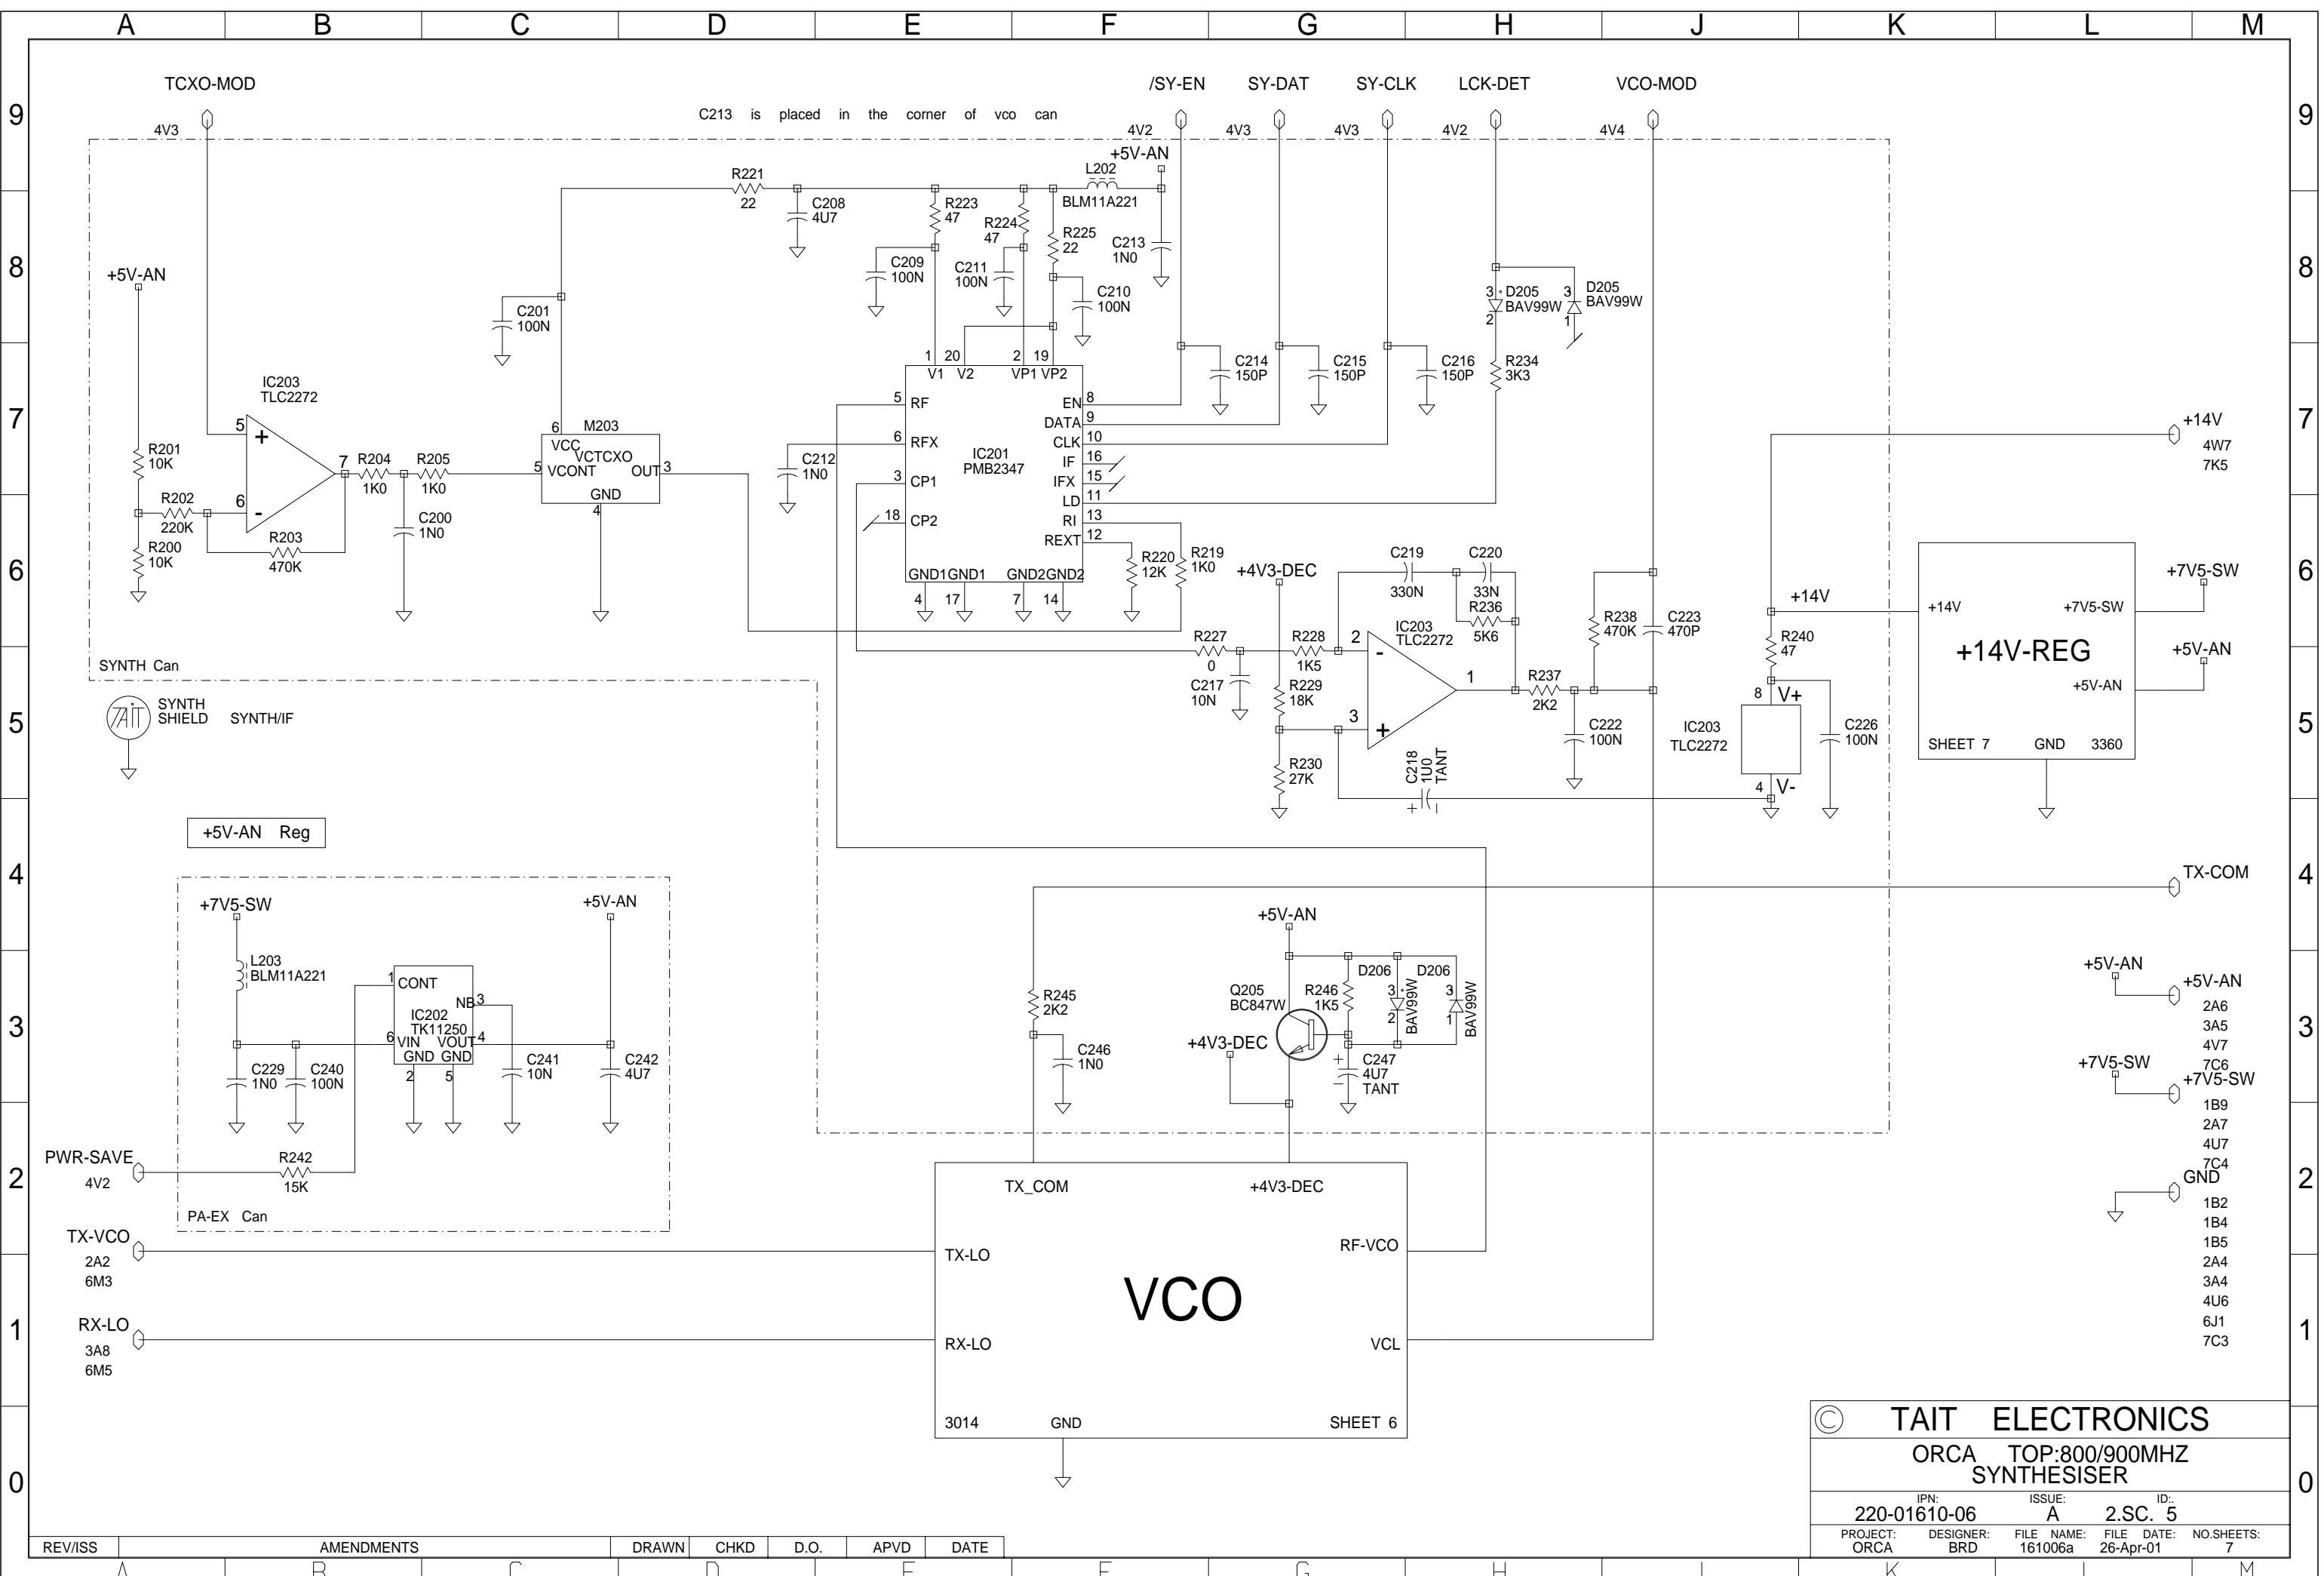 A B C D E F G H J K L M
TCXO-MOD /SY-EN SY-DAT SY-CLK LCK-DET VCO-MOD
9 9
C213 is placed in the corner of vco can
4V3 4V2 4V3 4V3 4V2 4V4
+5V-AN
L202
BLM11A221
R221
22
C208
4U7
R223
47
R224
47
R225
22
C213
1N0
8 8
+5V-AN
C209
100N
C211
100N
C210
100N
C201
100N
3 D205
BAV99W
2
3 D205
BAV99W
1
C214
150P
C215
150P
C216
150P
R234
3K3
7 7
IC203
TLC2272
5
+
6
-
7
R201
10K
R202
220K
R200
10K
R203
470K
R204
1K0
R205
1K0
C200
1N0
6 M203
VCC
VCTCXO
5 VCONT OUT 3
GND
4
C212
1N0
1 20 2 19
V1 V2 VP1 VP2
5 RF EN 8
DATA 9
6 RFX CLK 10
IC201
PMB2347
IF 16
3 CP1 IFX 15
LD 11
18 CP2 RI 13
REXT 12
GND1 GND1 GND2 GND2
4 17 7 14
R220
12K
R219
1K0
+14V
4W7
7K5
6 6
+4V3-DEC
C219
330N
C220
33N
R236
5K6
IC203
TLC2272
2
-
3
+
1
R227
0
R228
1K5
C217
10N
R229
18K
R230
27K
C218
1U0
TANT
+ -
R237
2K2
C222
100N
R238
470K
C223
470P
+14V
R240
47
8 V+
IC203
TLC2272
4 V-
C226
100N
+14V +7V5-SW
+14V-REG
+5V-AN
SHEET 7 GND 3360
+7V5-SW
+5V-AN
SYNTH Can
5 5
TAIT
SYNTH
SHIELD SYNTH/IF
+5V-AN Reg
4 4
+7V5-SW +5V-AN
L203
BLM11A221
1 CONT
NB 3
IC202
TK11250
6 VIN VOUT 4
GND GND
2 5
C229
1N0
C240
100N
C241
10N
C242
4U7
R242
15K
PA-EX Can
TX-COM
+5V-AN
3 3
R245
2K2
C246
1N0
Q205
BC847W
R246
1K5
D206
3
2
BAV99W
D206
3
1
BAV99W
+4V3-DEC
+
-
C247
4U7
TANT
+5V-AN
+5V-AN
2A6
3A5
4V7
7C6
+7V5-SW
+7V5-SW
1B9
2A7
4U7
7C4
2 2
GND
1B2
1B4
1B5
2A4
3A4
4U6
6J1
7C3
PWR-SAVE
4V2
TX-VCO
2A2
6M3
1 1
RX-LO
3A8
6M5
TX_COM +4V3-DEC
TX-LO RF-VCO
VCO
RX-LO VCL
3014 GND SHEET 6
0 0
© TAIT ELECTRONICS
ORCA TOP:800/900MHZ
SYNTHESISER
IPN: ISSUE: ID:.
220-01610-06 A 2.SC. 5
PROJECT: DESIGNER: FILE NAME: FILE DATE: NO.SHEETS:
ORCA BRD 161006a 26-Apr-01 7
REV/ISS AMENDMENTS DRAWN CHKD D.O. APVD DATE
A B C D E F G H J K L M